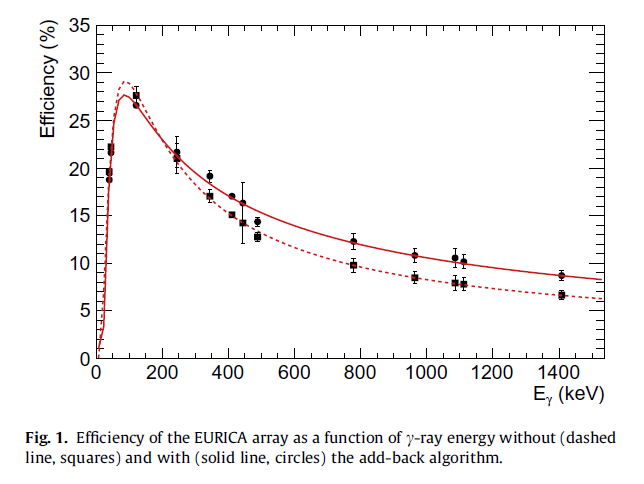 35
30
25
20
15
10
5
0
Efficiency (%)
0 200 400 600 800 1000 1200 1400
Eγ (keV)
Fig. 1. Efficiency of the EURICA array as a function of γ-ray energy without (dashed
line, squares) and with (solid line, circles) the add-back algorithm.